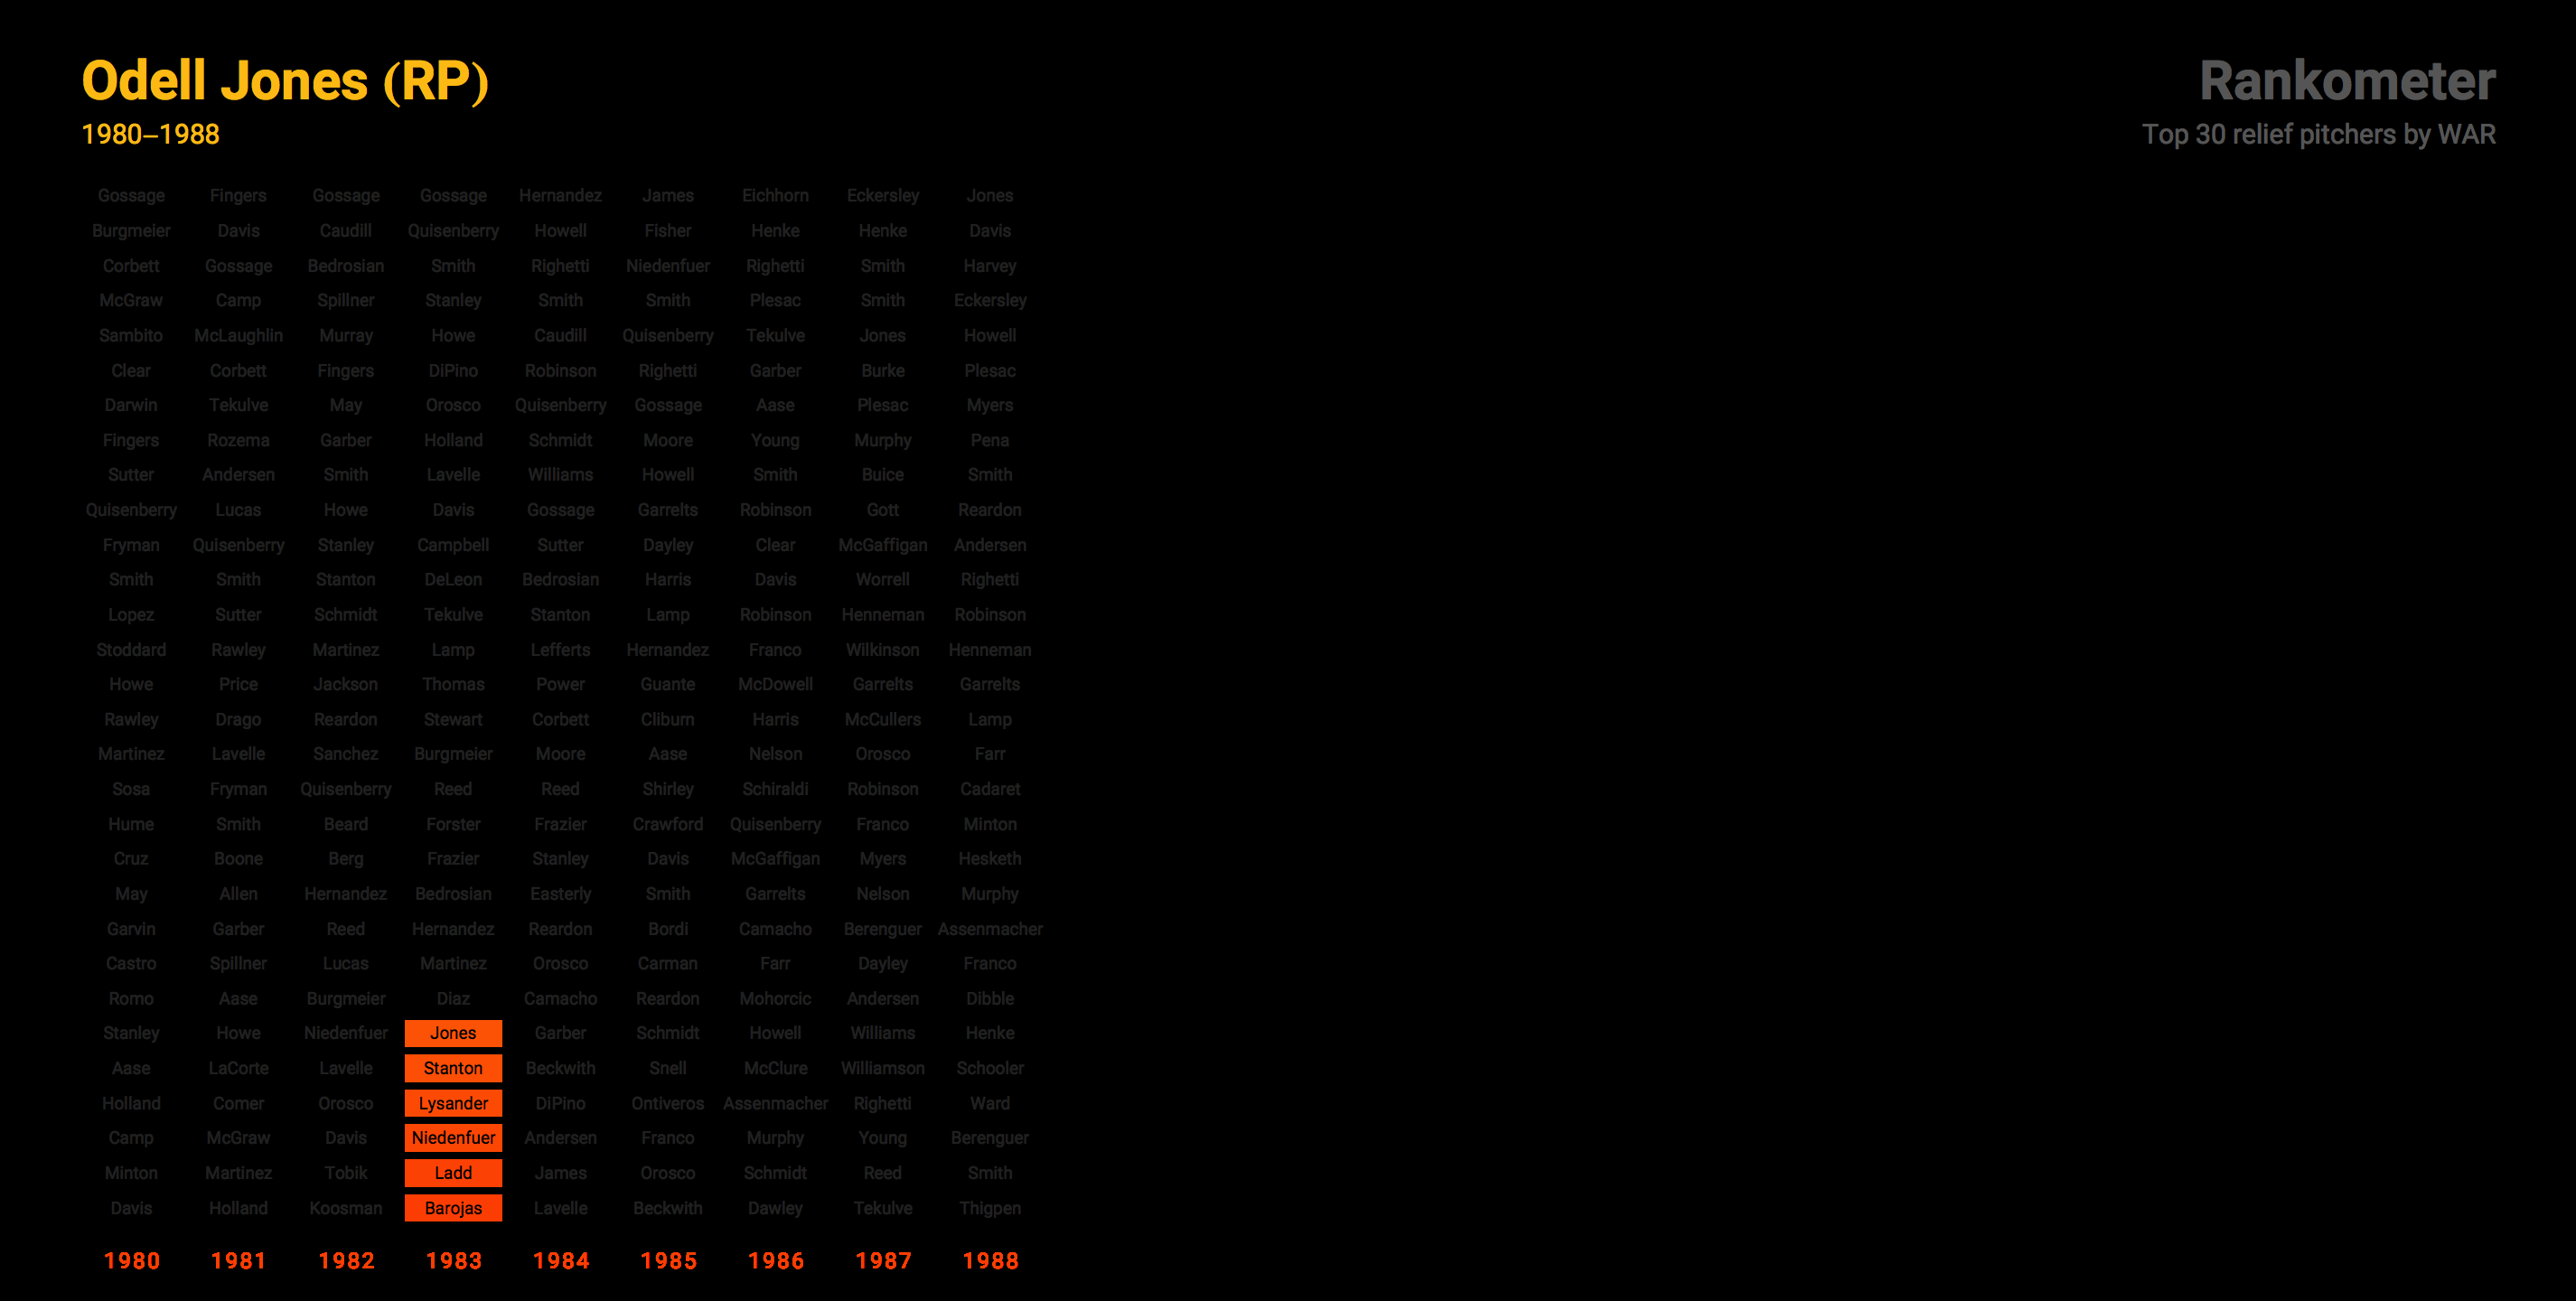 Odell Jones (RP)
1980–1988
Rankometer
Top 30 relief pitchers by WAR
Gossage Fingers Gossage Gossage Hernandez James Eichhorn Eckersley Jones
Burgmeier Davis Caudill Quisenberry Howell Fisher Henke Henke Davis
Corbett Gossage Bedrosian Smith Righetti Niedenfuer Righetti Smith Harvey
McGraw Camp Spillner Stanley Smith Smith Plesac Smith Eckersley
Sambito McLaughlin Murray Howe Caudill Quisenberry Tekulve Jones Howell
Clear Corbett Fingers DiPino Robinson Righetti Garber Burke Plesac
Darwin Tekulve May Orosco Quisenberry Gossage Aase Plesac Myers
Fingers Rozema Garber Holland Schmidt Moore Young Murphy Pena
Sutter Andersen Smith Lavelle Williams Howell Smith Buice Smith
Quisenberry Lucas Howe Davis Gossage Garrelts Robinson Gott Reardon
Fryman Quisenberry Stanley Campbell Sutter Dayley Clear McGaffigan Andersen
Smith Smith Stanton DeLeon Bedrosian Harris Davis Worrell Righetti
Lopez Sutter Schmidt Tekulve Stanton Lamp Robinson Henneman Robinson
Stoddard Rawley Martinez Lamp Lefferts Hernandez Franco Wilkinson Henneman
Howe Price Jackson Thomas Power Guante McDowell Garrelts Garrelts
Rawley Drago Reardon Stewart Corbett Cliburn Harris McCullers Lamp
Martinez Lavelle Sanchez Burgmeier Moore Aase Nelson Orosco Farr
Sosa Fryman Quisenberry Reed Reed Shirley Schiraldi Robinson Cadaret
Hume Smith Beard Forster Frazier Crawford Quisenberry Franco Minton
Cruz Boone Berg Frazier Stanley Davis McGaffigan Myers Hesketh
May Allen Hernandez Bedrosian Easterly Smith Garrelts Nelson Murphy
Garvin Garber Reed Hernandez Reardon Bordi Camacho Berenguer Assenmacher
Castro Spillner Lucas Martinez Orosco Carman Farr Dayley Franco
Romo Aase Burgmeier Diaz Camacho Reardon Mohorcic Andersen Dibble
Stanley Howe Niedenfuer Jones Garber Schmidt Howell Williams Henke
Aase LaCorte Lavelle Stanton Beckwith Snell McClure Williamson Schooler
Holland Comer Orosco Lysander DiPino Ontiveros Assenmacher Righetti Ward
Camp McGraw Davis Niedenfuer Andersen Franco Murphy Young Berenguer
Minton Martinez Tobik Ladd James Orosco Schmidt Reed Smith
Davis Holland Koosman Barojas Lavelle Beckwith Dawley Tekulve Thigpen
1980 1981 1982 1983 1984 1985 1986 1987 1988